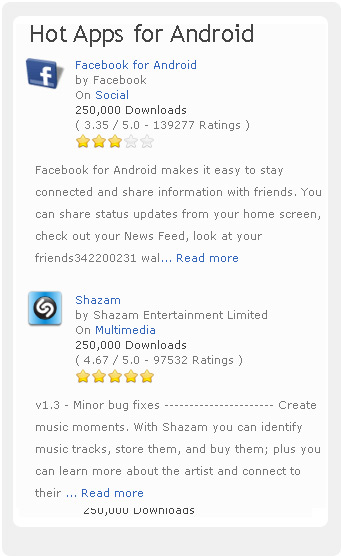 Hot Apps for Android
Facebook for Android
by Facebook
On Social
250,000 Downloads
( 3.35 / 5.0 - 139277 Ratings )
Facebook for Android makes it easy to stay
connected and share information with friends. You
can share status updates from your home screen,
check out your News Feed, look at your
friends342200231 wal... Read more
Shazam
by Shazam Entertainment Limited
On Multimedia
250,000 Downloads
( 4.67 / 5.0 - 97532 Ratings )
v1.3 - Minor bug fixes ---------------------- Create
music moments. With Shazam you can identify
music tracks, store them, and buy them; plus you
can learn more about the artist and connect to
their ... Read more
250,000 Downloads